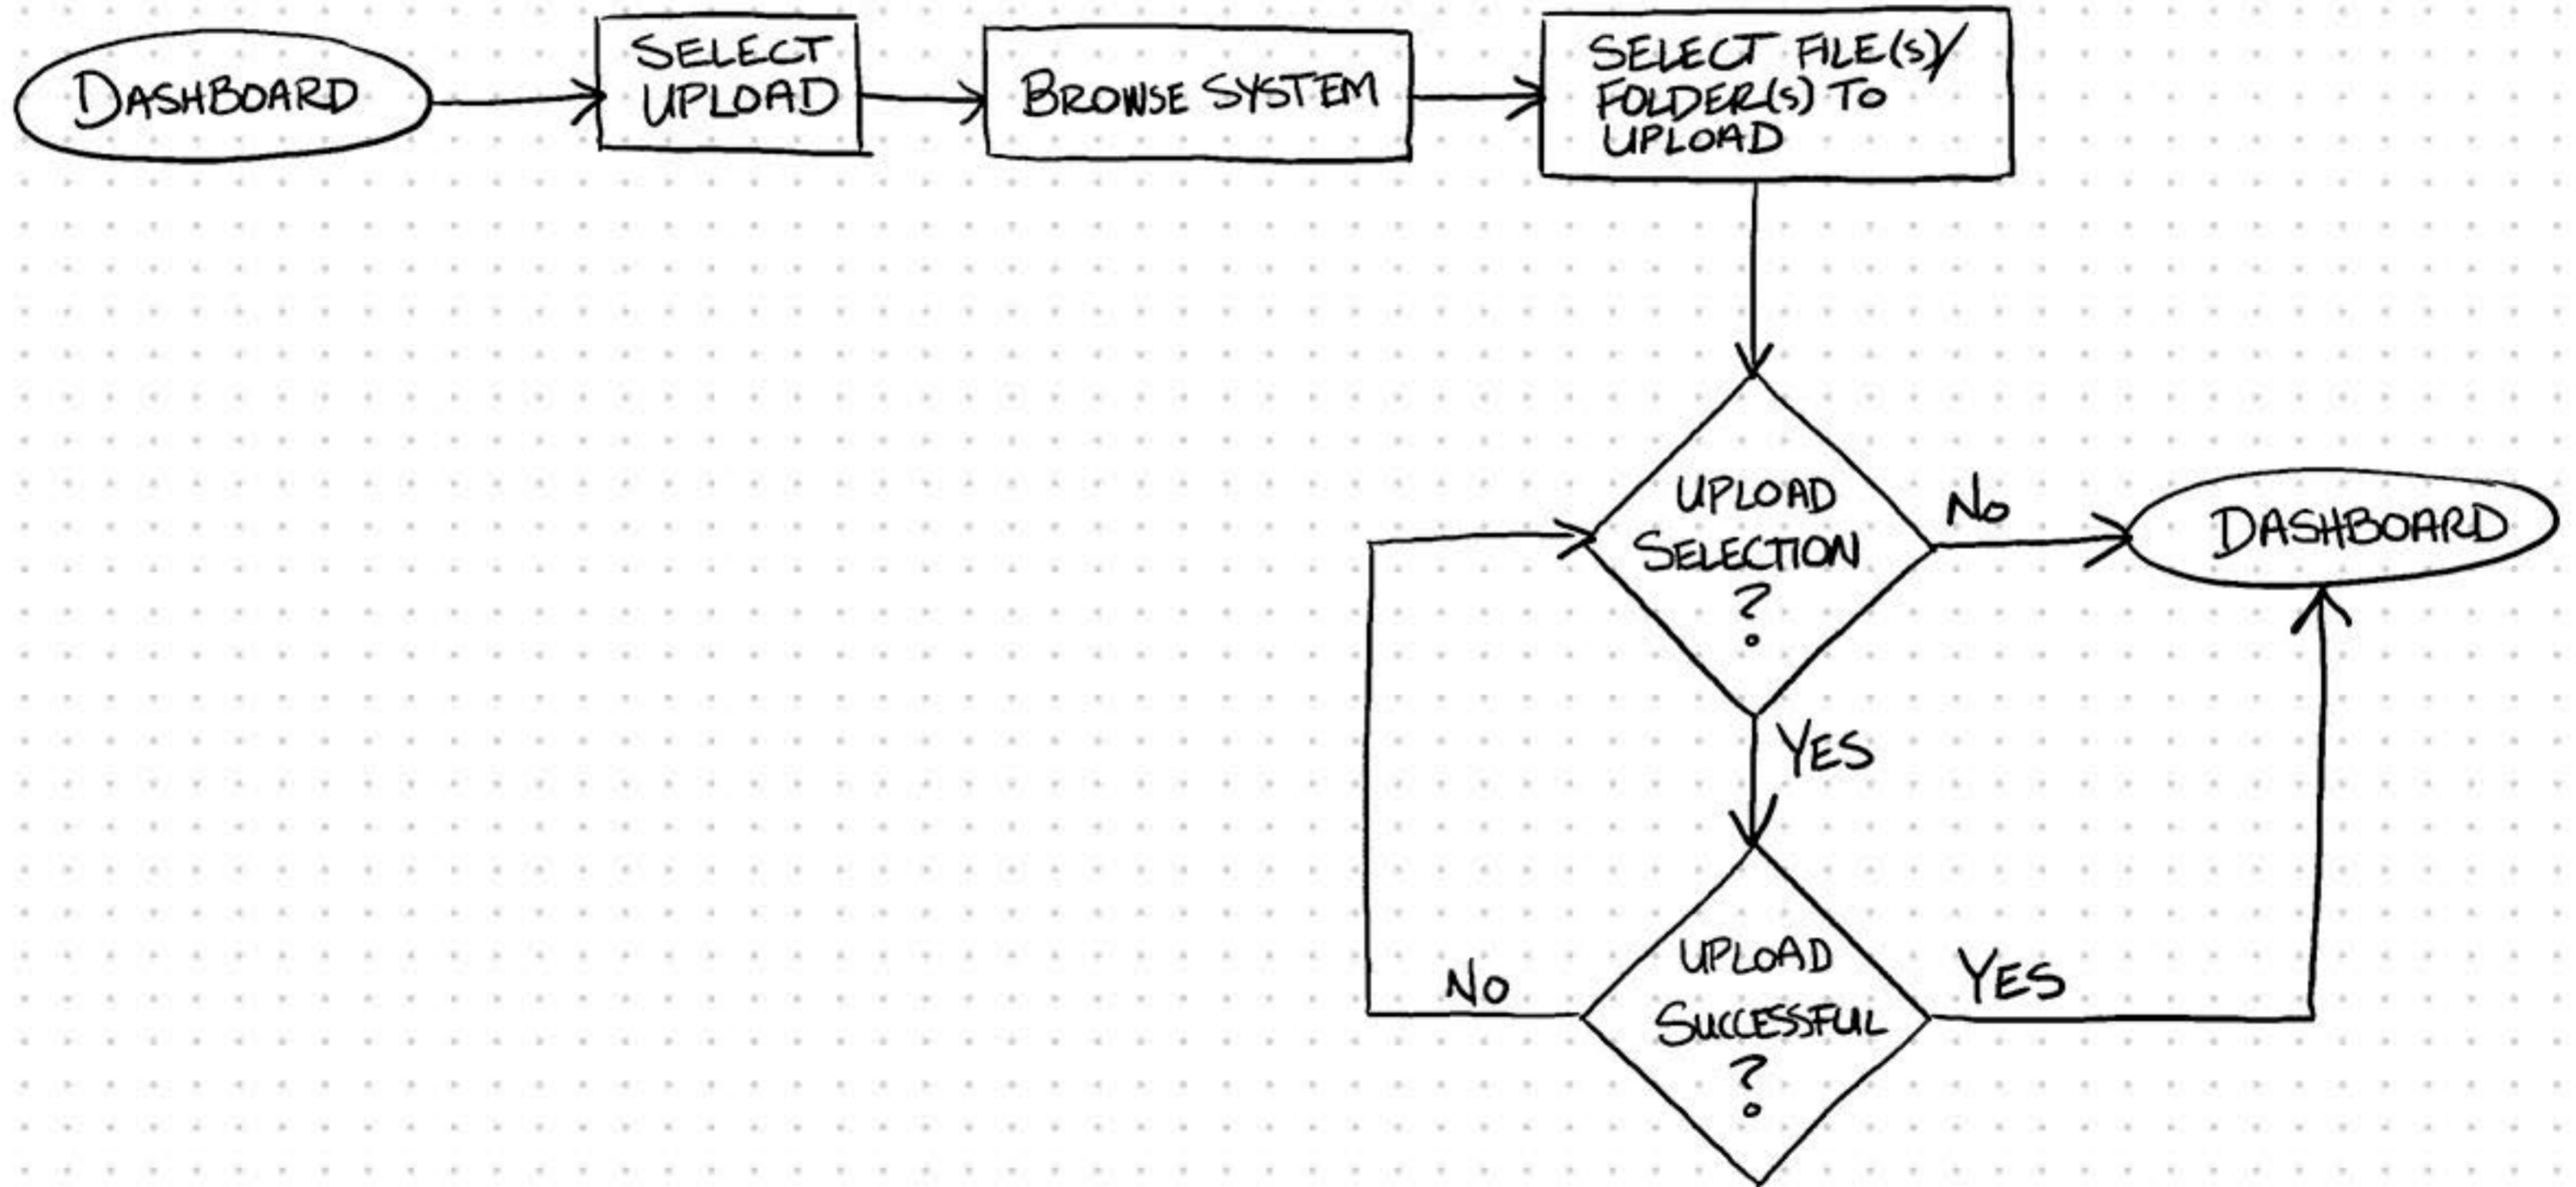 DASHBOARD
SELECT
UPLOAD
BROWSE SYSTEM
SELECT FILE(S)/
FOLDER(S) TO
UPLOAD
UPLOAD
SELECTION
?
No
DASHBOARD
YES
UPLOAD
SUCCESSFUL
?
No
YES